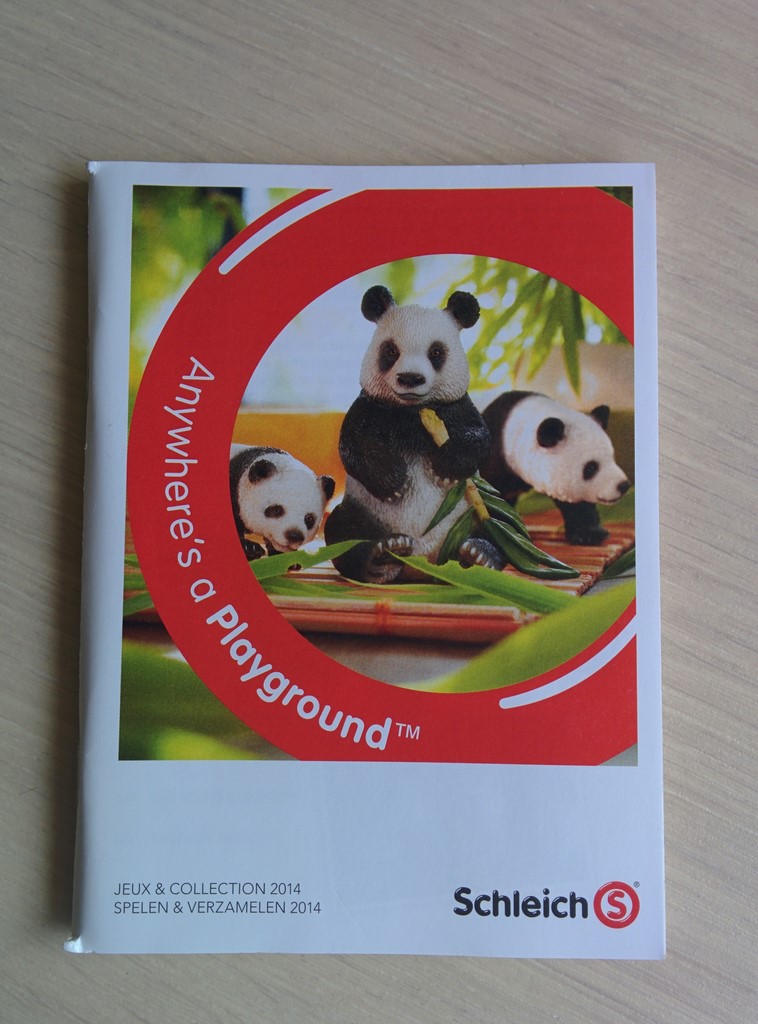 Anywhere's a Playground™
JEUX & COLLECTION 2014
SPELEN & VERZAMELEN 2014
Schleich S ®